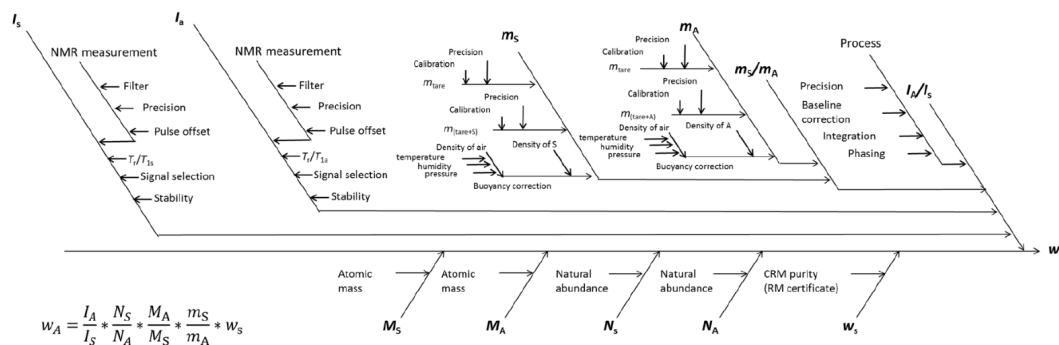 I_s
NMR measurement
Filter
Precision
Pulse offset
T_r/T_1s
Signal selection
Stability
I_a
NMR measurement
Filter
Precision
Pulse offset
T_r/T_1a
Signal selection
Stability
m_S
Precision
Calibration
m_tare
Precision
Calibration
m_(tare+S)
Density of air
Density of S
temperature
humidity
pressure
Buoyancy correction
m_A
Precision
Calibration
m_tare
Precision
Calibration
m_(tare+A)
Density of air
Density of A
temperature
humidity
pressure
Buoyancy correction
m_S/m_A
Process
I_A/I_s
Precision
Baseline
correction
Integration
Phasing
w
Atomic
mass
M_S
Atomic
mass
M_A
Natural
abundance
N_s
Natural
abundance
N_A
CRM purity
(RM certificate)
w_s
w_A = I_A/I_S * N_S/N_A * M_A/M_S * m_S/m_A * w_s